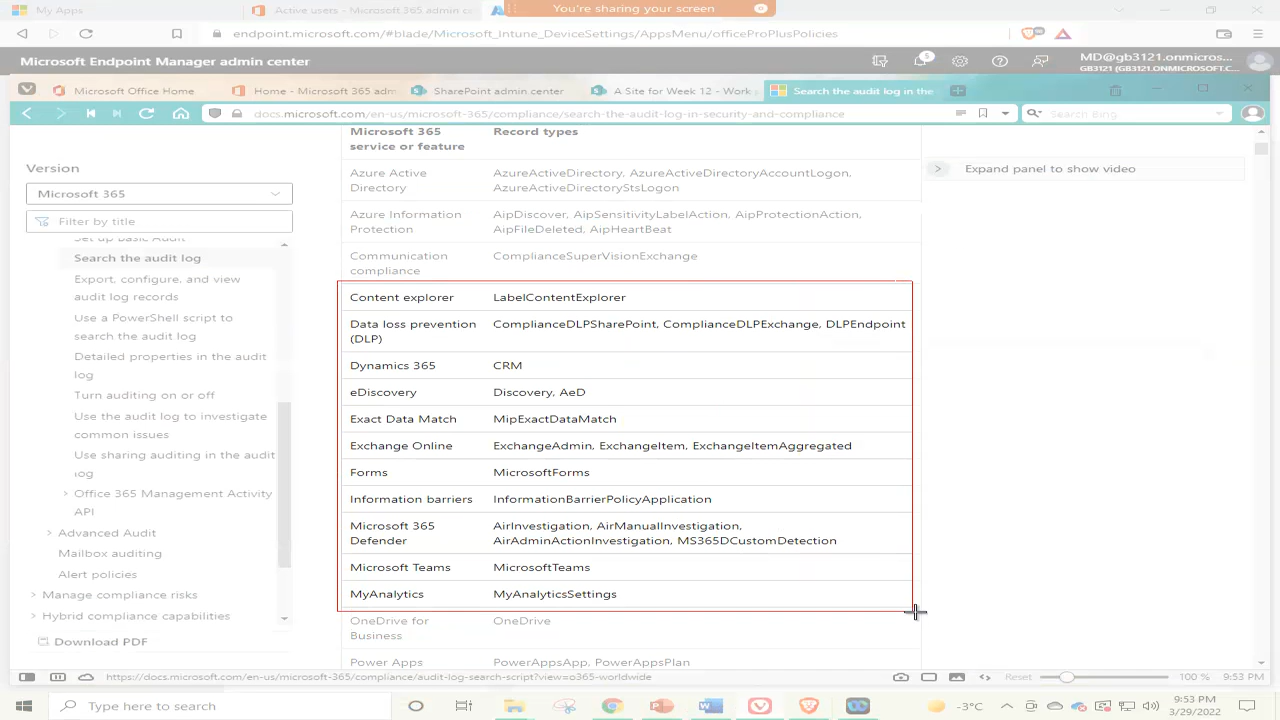 My Apps
Active users - Microsoft 365 admin c
You're sharing your screen
endpoint.microsoft.com/#blade/Microsoft_Intune_DeviceSettings/AppsMenu/officeProPlusPolicies
Microsoft Endpoint Manager admin center
5
MD@gb3121.onmicros...
GB3121 (GB3121.ONMICROSOFT.C...
Microsoft Office Home
Home - Microsoft 365 adm
SharePoint admin center
A Site for Week 12 - Work
Search the audit log in the
docs.microsoft.com/en-us/microsoft-365/compliance/search-the-audit-log-in-security-and-compliance
Search Bing
Version
Microsoft 365
Filter by title
Set up Basic Audit
Search the audit log
Export, configure, and view
audit log records
Use a PowerShell script to
search the audit log
Detailed properties in the audit
log
Turn auditing on or off
Use the audit log to investigate
common issues
Use sharing auditing in the audit
log
Office 365 Management Activity
API
Advanced Audit
Mailbox auditing
Alert policies
Manage compliance risks
Hybrid compliance capabilities
Download PDF
Microsoft 365
service or feature
Record types
Azure Active
Directory
AzureActiveDirectory, AzureActiveDirectoryAccountLogon,
AzureActiveDirectoryStsLogon
Azure Information
Protection
AipDiscover, AipSensitivityLabelAction, AipProtectionAction,
AipFileDeleted, AipHeartBeat
Communication
compliance
ComplianceSuperVisionExchange
Content explorer
LabelContentExplorer
Data loss prevention
(DLP)
ComplianceDLPSharePoint, ComplianceDLPExchange, DLPEndpoint
Dynamics 365
CRM
eDiscovery
Discovery, AeD
Exact Data Match
MipExactDataMatch
Exchange Online
ExchangeAdmin, ExchangeItem, ExchangeItemAggregated
Forms
MicrosoftForms
Information barriers
InformationBarrierPolicyApplication
Microsoft 365
Defender
AirInvestigation, AirManualInvestigation,
AirAdminActionInvestigation, MS365DCustomDetection
Microsoft Teams
MicrosoftTeams
MyAnalytics
MyAnalyticsSettings
OneDrive for
Business
OneDrive
Power Apps
PowerAppsApp, PowerAppsPlan
Expand panel to show video
https://docs.microsoft.com/en-us/microsoft-365/compliance/audit-log-search-script?view=o365-worldwide
Reset
100 %
9:53 PM
Type here to search
-3°C
9:53 PM
3/29/2022